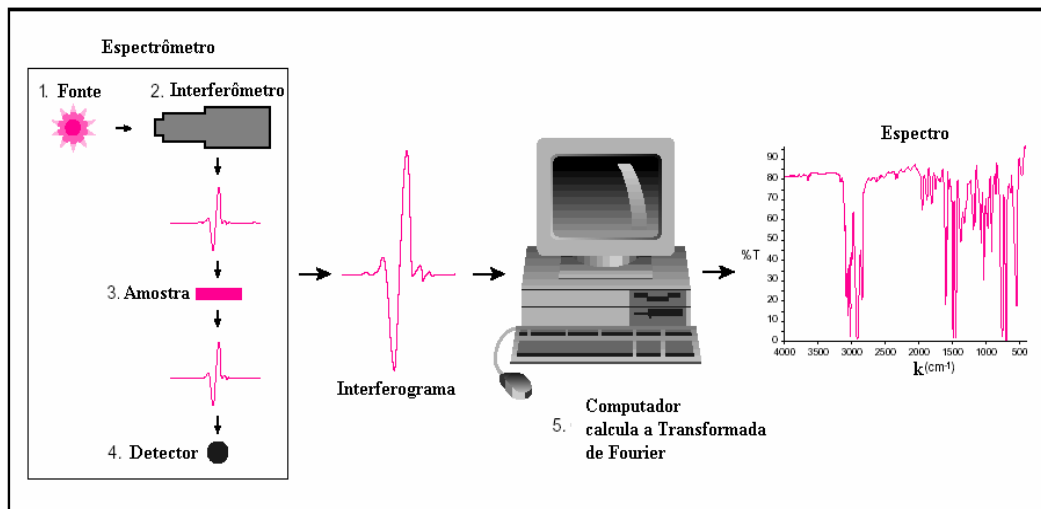 Espectrômetro
1. Fonte
2. Interferômetro
3. Amostra
4. Detector
Interferograma
5. Computador
calcula a Transformada
de Fourier
Espectro
90
80
70
60
50
40
30
20
10
0
%T
4000 3000 2500 2000 1500 1000 500
k(cm-1)